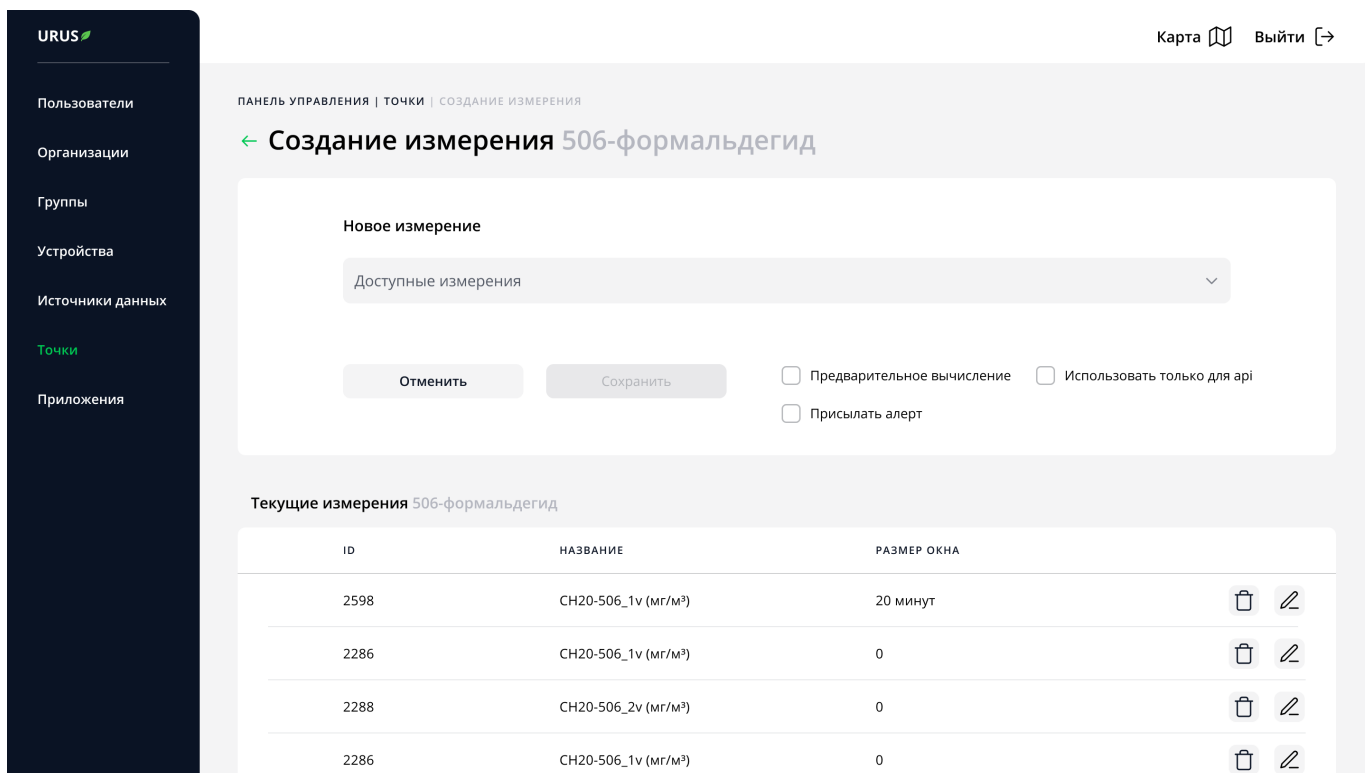 URUS
Карта
Выйти
Пользователи
Организации
Группы
Устройства
Источники данных
Точки
Приложения
ПАНЕЛЬ УПРАВЛЕНИЯ | ТОЧКИ | СОЗДАНИЕ ИЗМЕРЕНИЯ
← Создание измерения 506-формальдегид
Новое измерение
Доступные измерения
Отменить
Сохранить
Предварительное вычисление
Использовать только для api
Присылать алерт
Текущие измерения 506-формальдегид
ID НАЗВАНИЕ РАЗМЕР ОКНА
2598 CH20-506_1v (мг/м³) 20 минут
2286 CH20-506_1v (мг/м³) 0
2288 CH20-506_2v (мг/м³) 0
2286 CH20-506_1v (мг/м³) 0